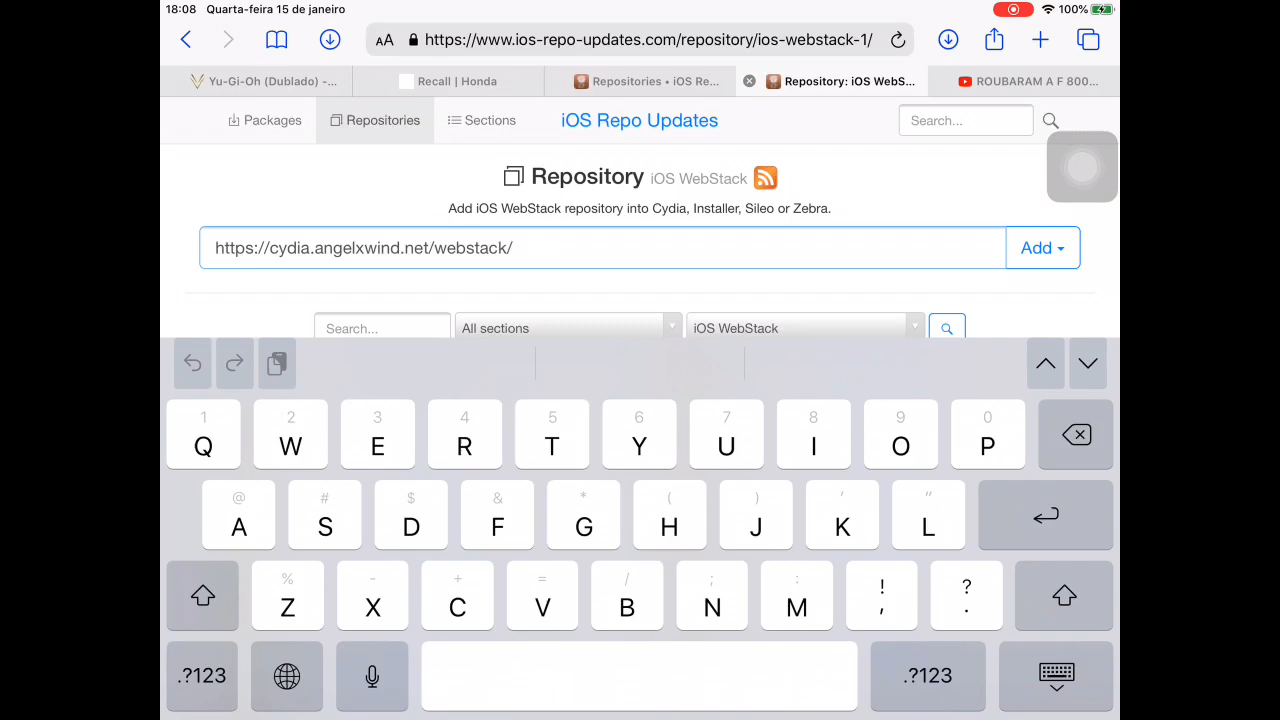 18:08 Quarta-feira 15 de janeiro 100%
AA https://www.ios-repo-updates.com/repository/ios-webstack-1/
Yu-Gi-Oh (Dublado) -... Recall | Honda Repositories • iOS Re... Repository: iOS WebS... ROUBARAM A F 800...
Packages Repositories Sections iOS Repo Updates Search...
Repository iOS WebStack
Add iOS WebStack repository into Cydia, Installer, Sileo or Zebra.
https://cydia.angelxwind.net/webstack/ Add
Search... All sections iOS WebStack
1 2 3 4 5 6 7 8 9 0
Q W E R T Y U I O P
@ # $ & * ( ) ' "
A S D F G H J K L
% - + = / ; : ! ?
Z X C V B N M , .
.?123 .?123